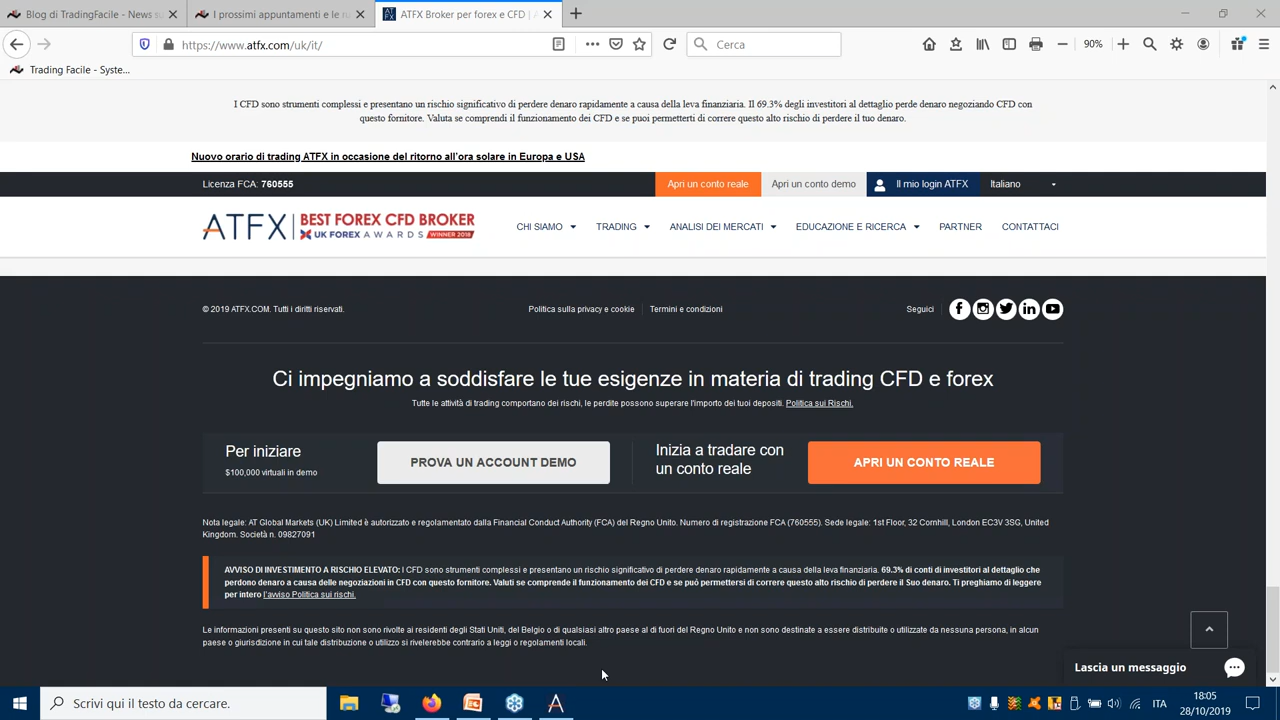 Blog di TradingFacile - News su
I prossimi appuntamenti e le nu
ATFX Broker per forex e CFD | A
https://www.atfx.com/uk/it/
Cerca
90%
Trading Facile - Syste...
I CFD sono strumenti complessi e presentano un rischio significativo di perdere denaro rapidamente a causa della leva finanziaria. Il 69.3% degli investitori al dettaglio perde denaro negoziando CFD con
questo fornitore. Valuta se comprendi il funzionamento dei CFD e se puoi permetterti di correre questo alto rischio di perdere il tuo denaro.
Nuovo orario di trading ATFX in occasione del ritorno all'ora solare in Europa e USA
Licenza FCA: 760555
Apri un conto reale
Apri un conto demo
Il mio login ATFX
Italiano
ATFX
BEST FOREX CFD BROKER
UK FOREX AWARDS WINNER 2018
CHI SIAMO
TRADING
ANALISI DEI MERCATI
EDUCAZIONE E RICERCA
PARTNER
CONTATTACI
© 2019 ATFX.COM. Tutti i diritti riservati.
Politica sulla privacy e cookie
Termini e condizioni
Seguici
Ci impegniamo a soddisfare le tue esigenze in materia di trading CFD e forex
Tutte le attività di trading comportano dei rischi, le perdite possono superare l'importo dei tuoi depositi. Politica sui Rischi.
Per iniziare
$100,000 virtuali in demo
PROVA UN ACCOUNT DEMO
Inizia a tradare con
un conto reale
APRI UN CONTO REALE
Nota legale: AT Global Markets (UK) Limited è autorizzato e regolamentato dalla Financial Conduct Authority (FCA) del Regno Unito. Numero di registrazione FCA (760555). Sede legale: 1st Floor, 32 Cornhill, London EC3V 3SG, United
Kingdom. Società n. 09827091
AVVISO DI INVESTIMENTO A RISCHIO ELEVATO: I CFD sono strumenti complessi e presentano un rischio significativo di perdere denaro rapidamente a causa della leva finanziaria. 69.3% di conti di investitori al dettaglio che
perdono denaro a causa delle negoziazioni in CFD con questo fornitore. Valuti se comprende il funzionamento dei CFD e se puó permettersi di correre questo alto rischio di perdere il Suo denaro. Ti preghiamo di leggere
per intero l'avviso Politica sui rischi.
Le informazioni presenti su questo sito non sono rivolte ai residenti degli Stati Uniti, del Belgio o di qualsiasi altro paese al di fuori del Regno Unito e non sono destinate a essere distribuite o utilizzate da nessuna persona, in alcun
paese o giurisdizione in cui tale distribuzione o utilizzo si rivelerebbe contrario a leggi o regolamenti locali.
Lascia un messaggio
Scrivi qui il testo da cercare.
ITA
18:05
28/10/2019